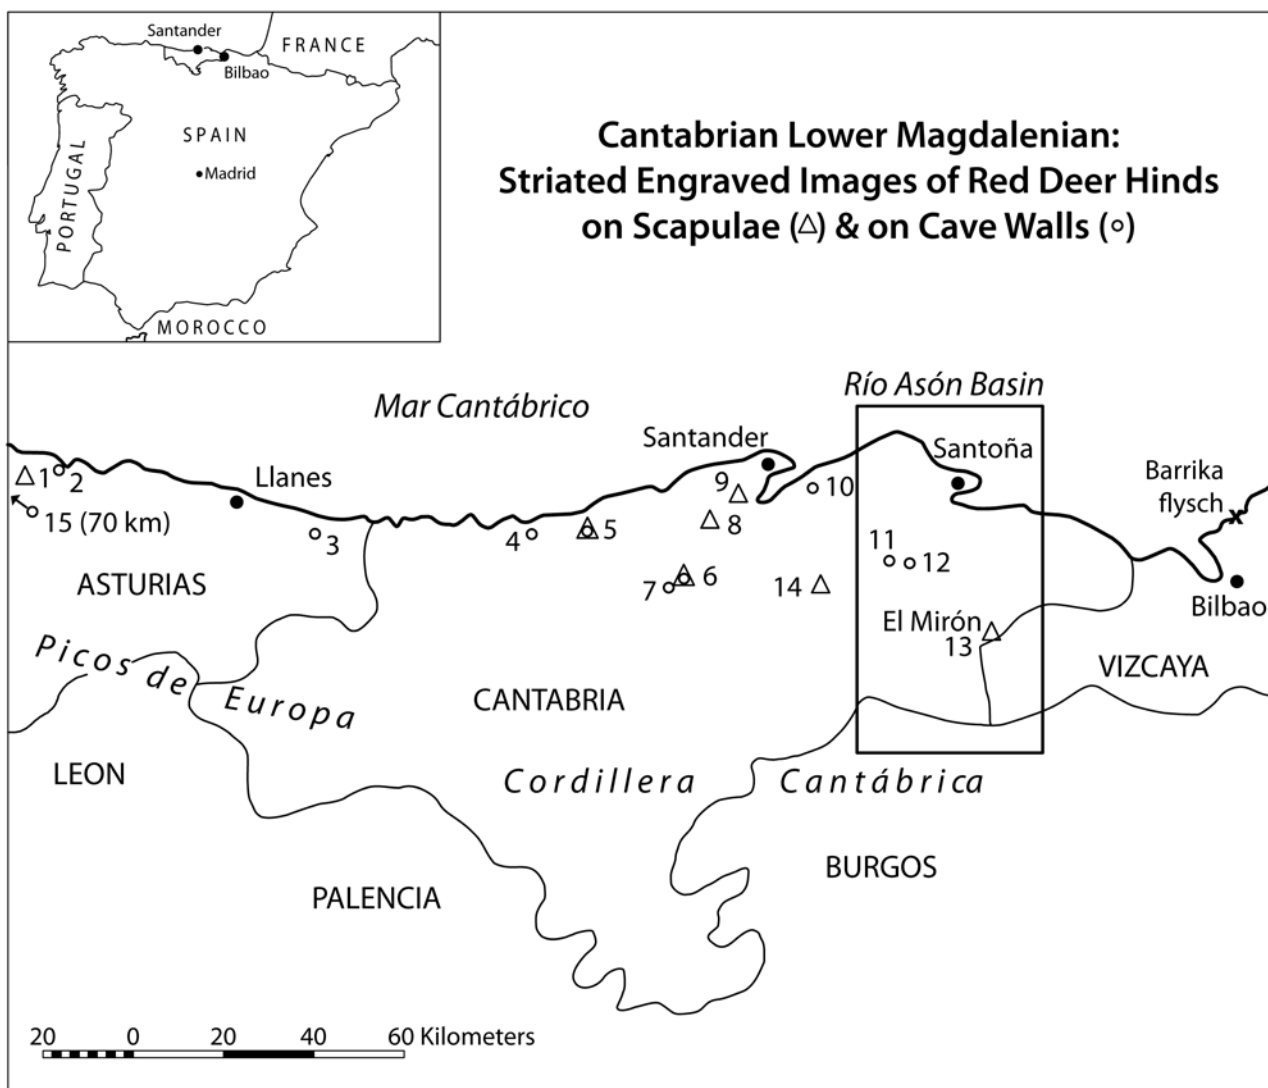 Santander
FRANCE
Bilbao
SPAIN
PORTUGAL
Madrid
MOROCCO
Cantabrian Lower Magdalenian:
Striated Engraved Images of Red Deer Hinds
on Scapulae (△) & on Cave Walls (○)
Río Asón Basin
Mar Cantábrico
Santander
Santoña
Barrika
flysch
Llanes
1
2
15 (70 km)
3
4
5
9
8
10
7
6
14
11
12
El Mirón
13
Bilbao
ASTURIAS
VIZCAYA
Picos de Europa
CANTABRIA
LEON
Cordillera Cantábrica
BURGOS
PALENCIA
20 0 20 40 60 Kilometers